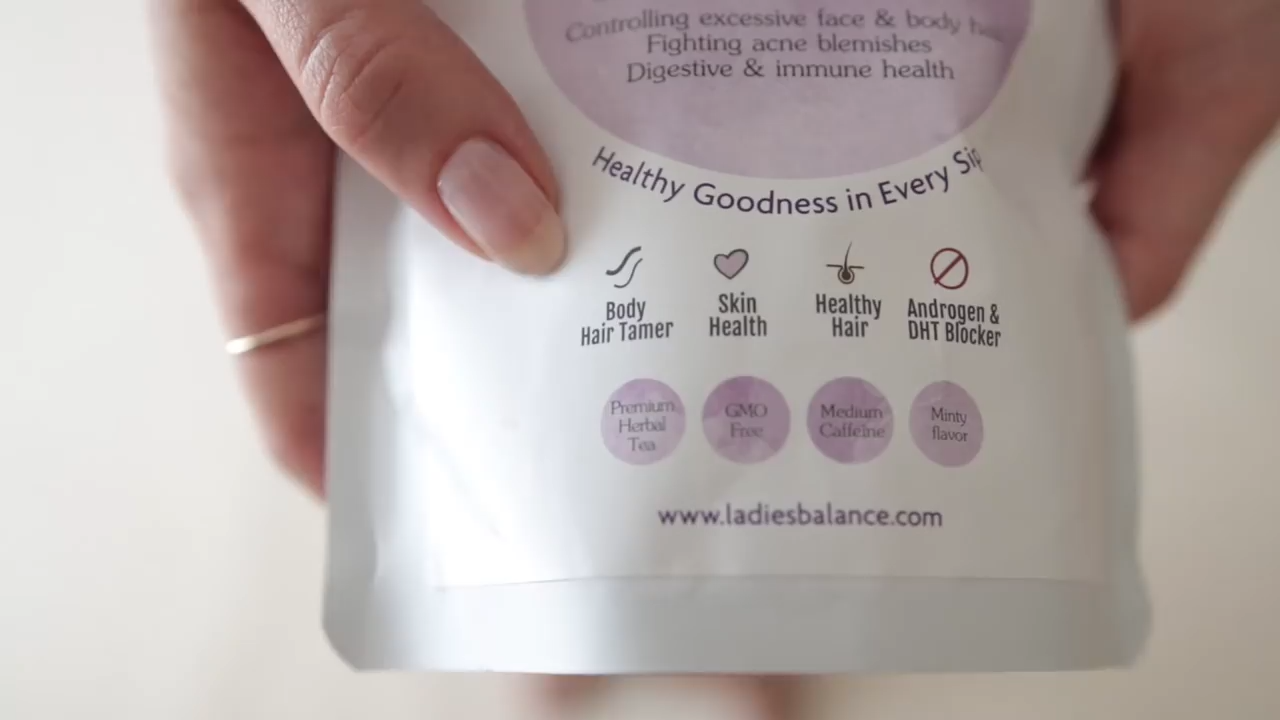 Controlling excessive face & body
Fighting acne blemishes
Digestive & immune health
Healthy Goodness in Every Sip
Body
Hair Tamer
Skin
Health
Healthy
Hair
Androgen &
DHT Blocker
Premium
Herbal
Tea
GMO
Free
Medium
Caffeine
Minty
flavor
www.ladiesbalance.com